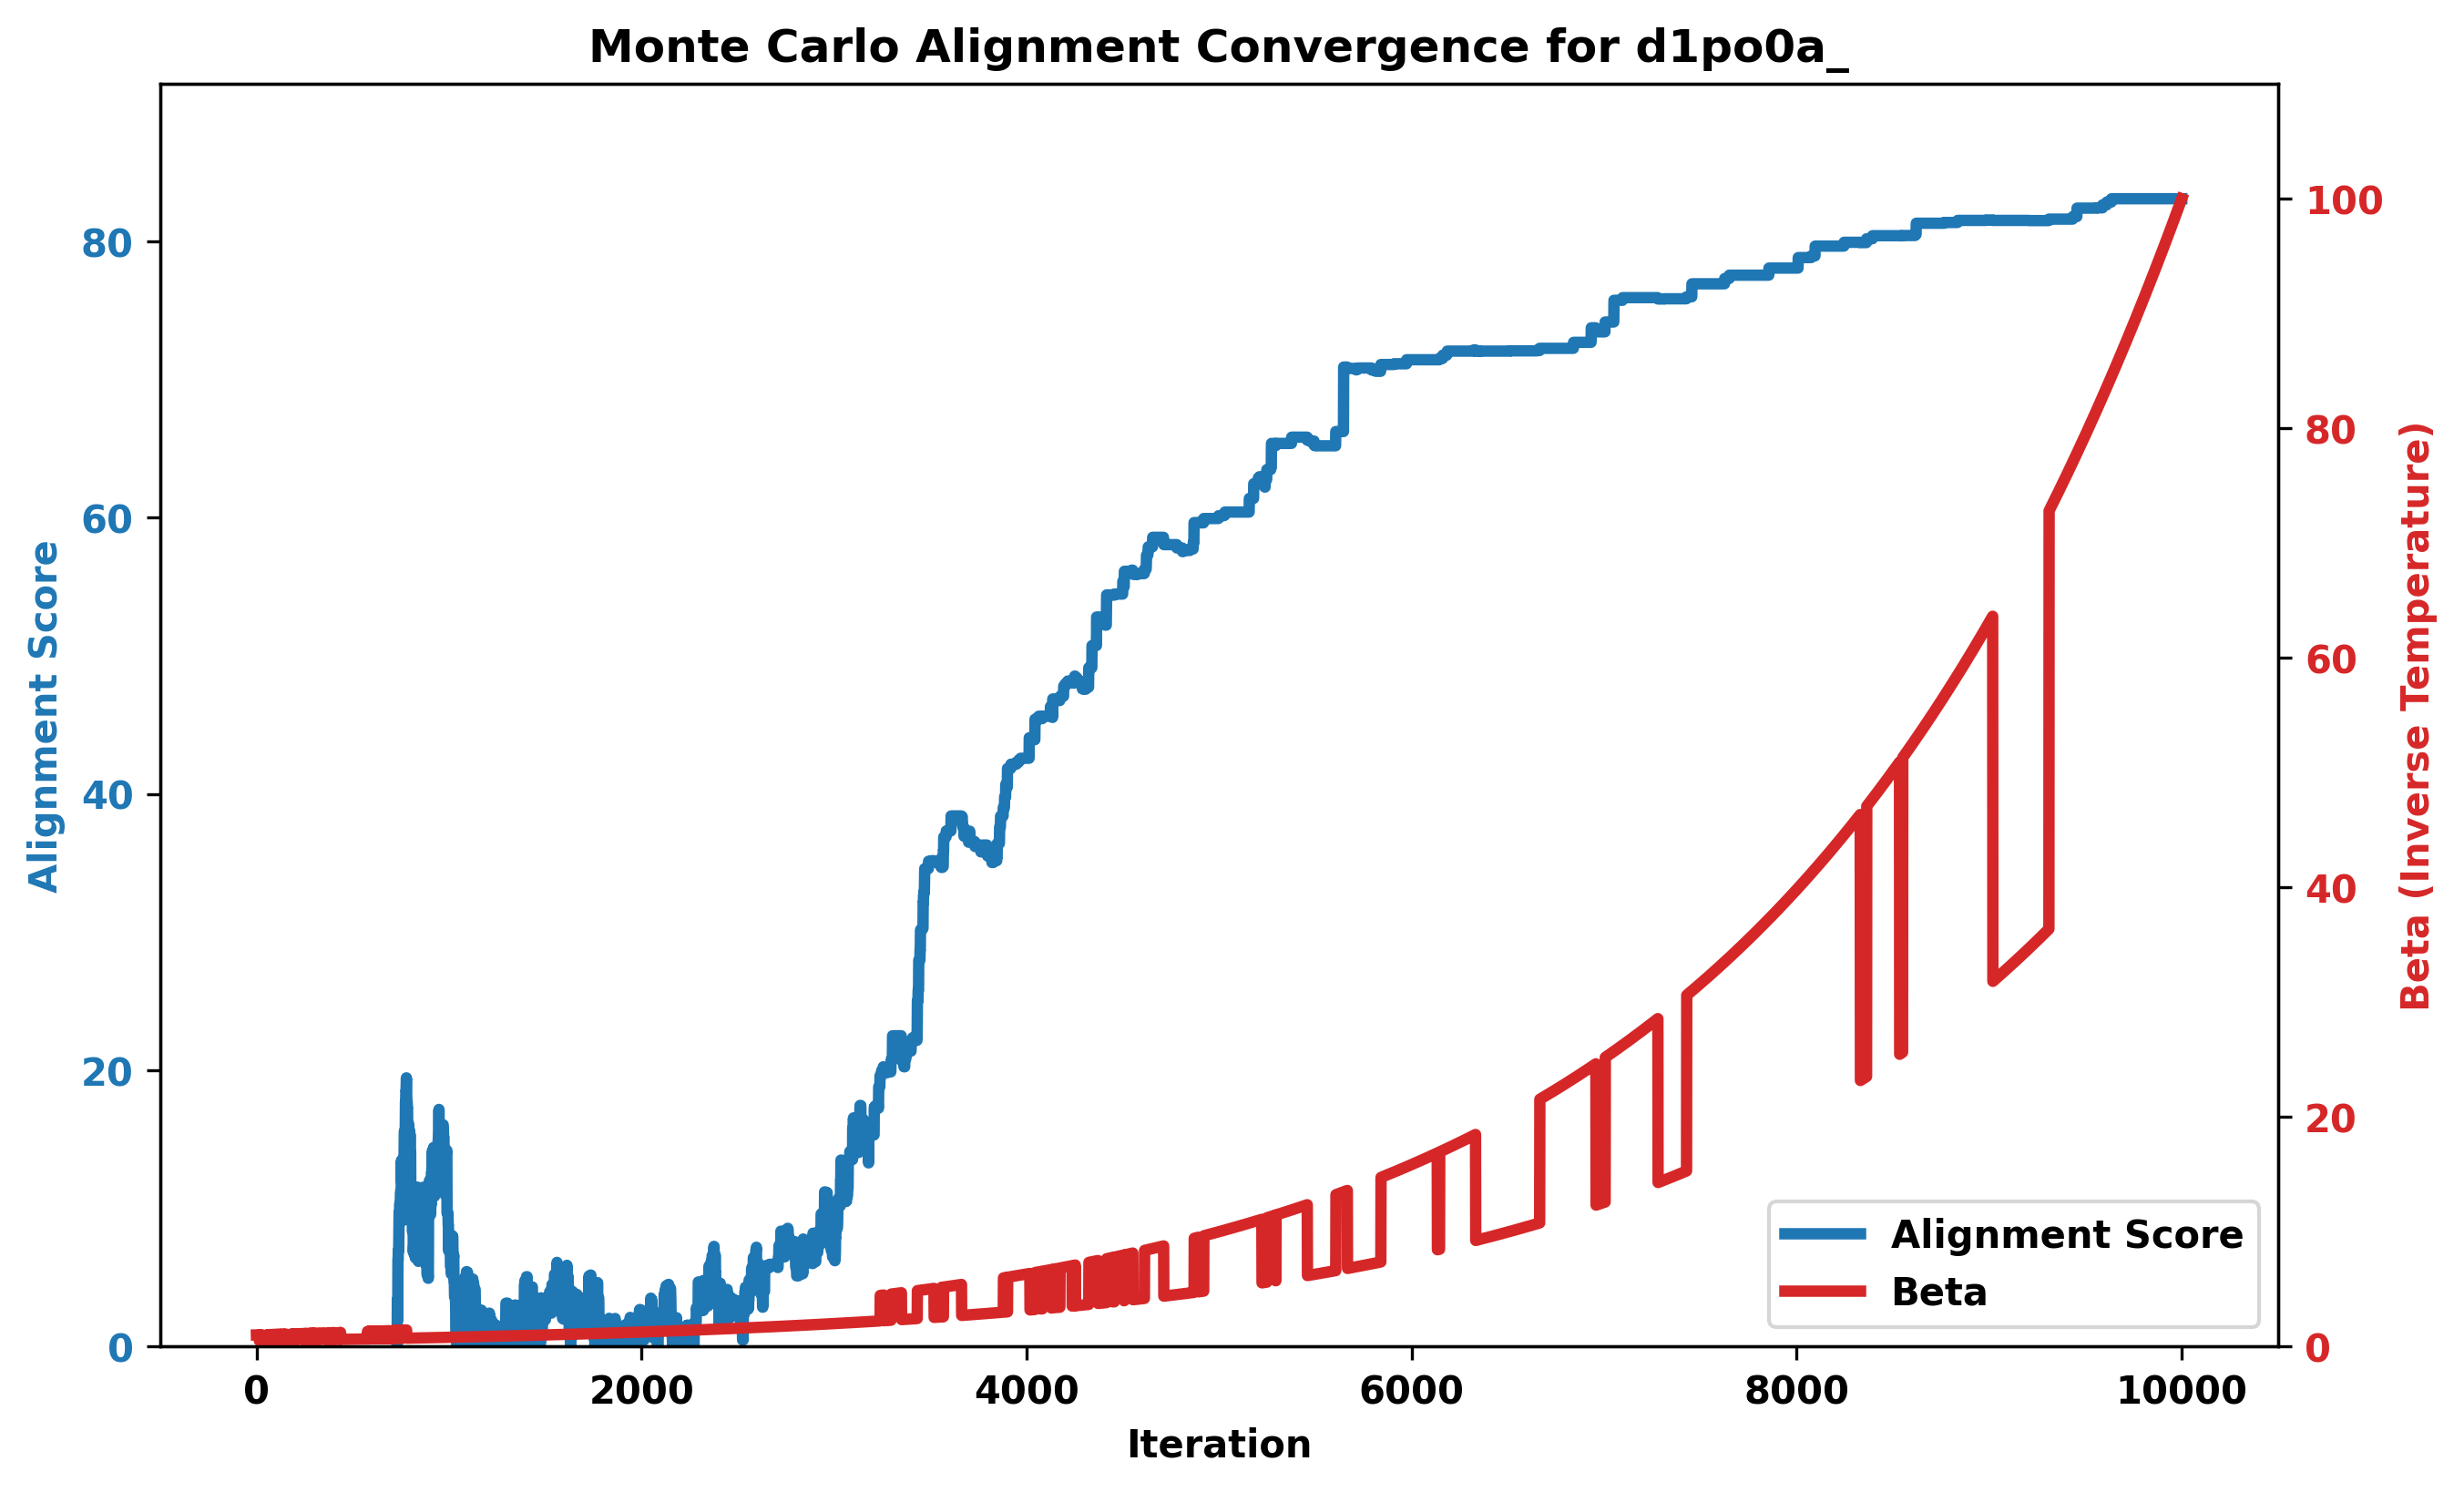 Monte Carlo Alignment Convergence for d1po0a_
Alignment Score
80
60
40
20
0
100
80
60
40
20
0
Beta (Inverse Temperature)
Alignment Score
Beta
0 2000 4000 6000 8000 10000
Iteration